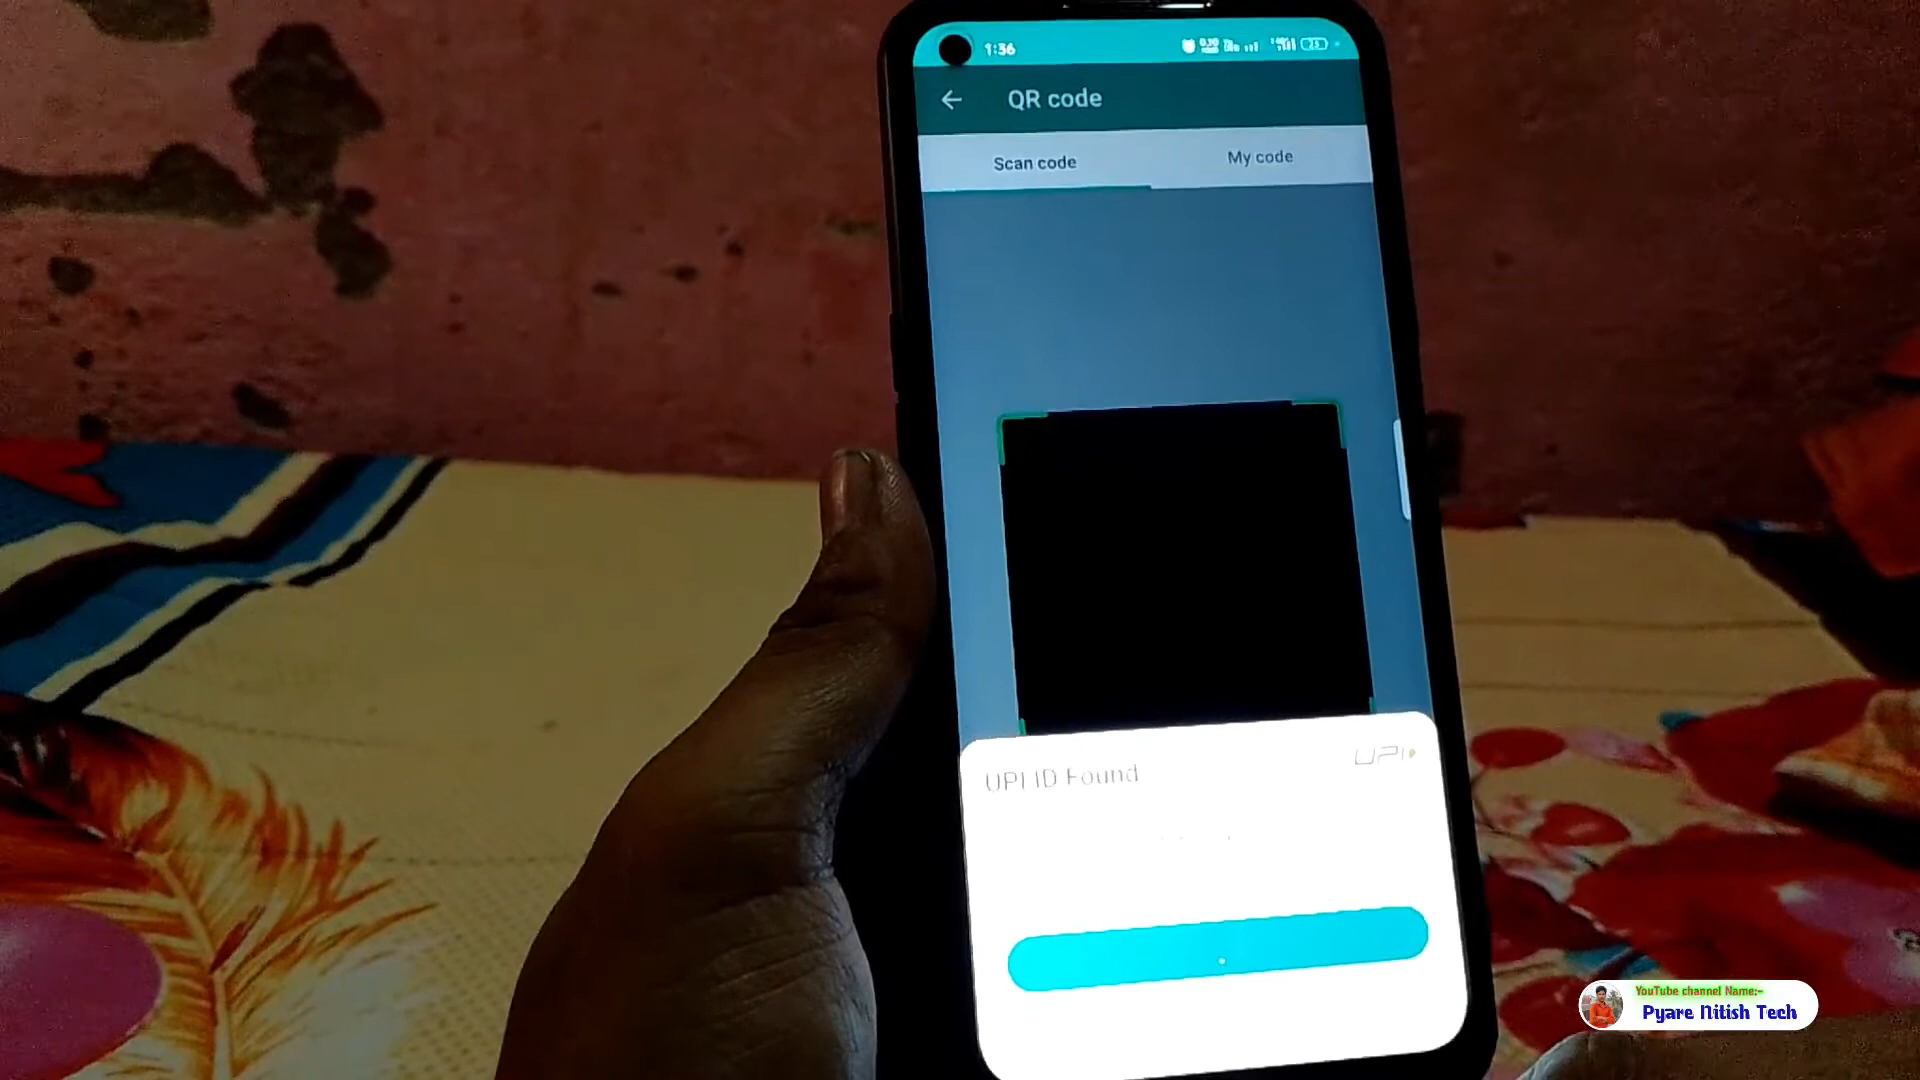 1:36
QR code
Scan code
My code
UPI ID Found
UPI
YouTube channel Name:-
Pyare Nitish Tech